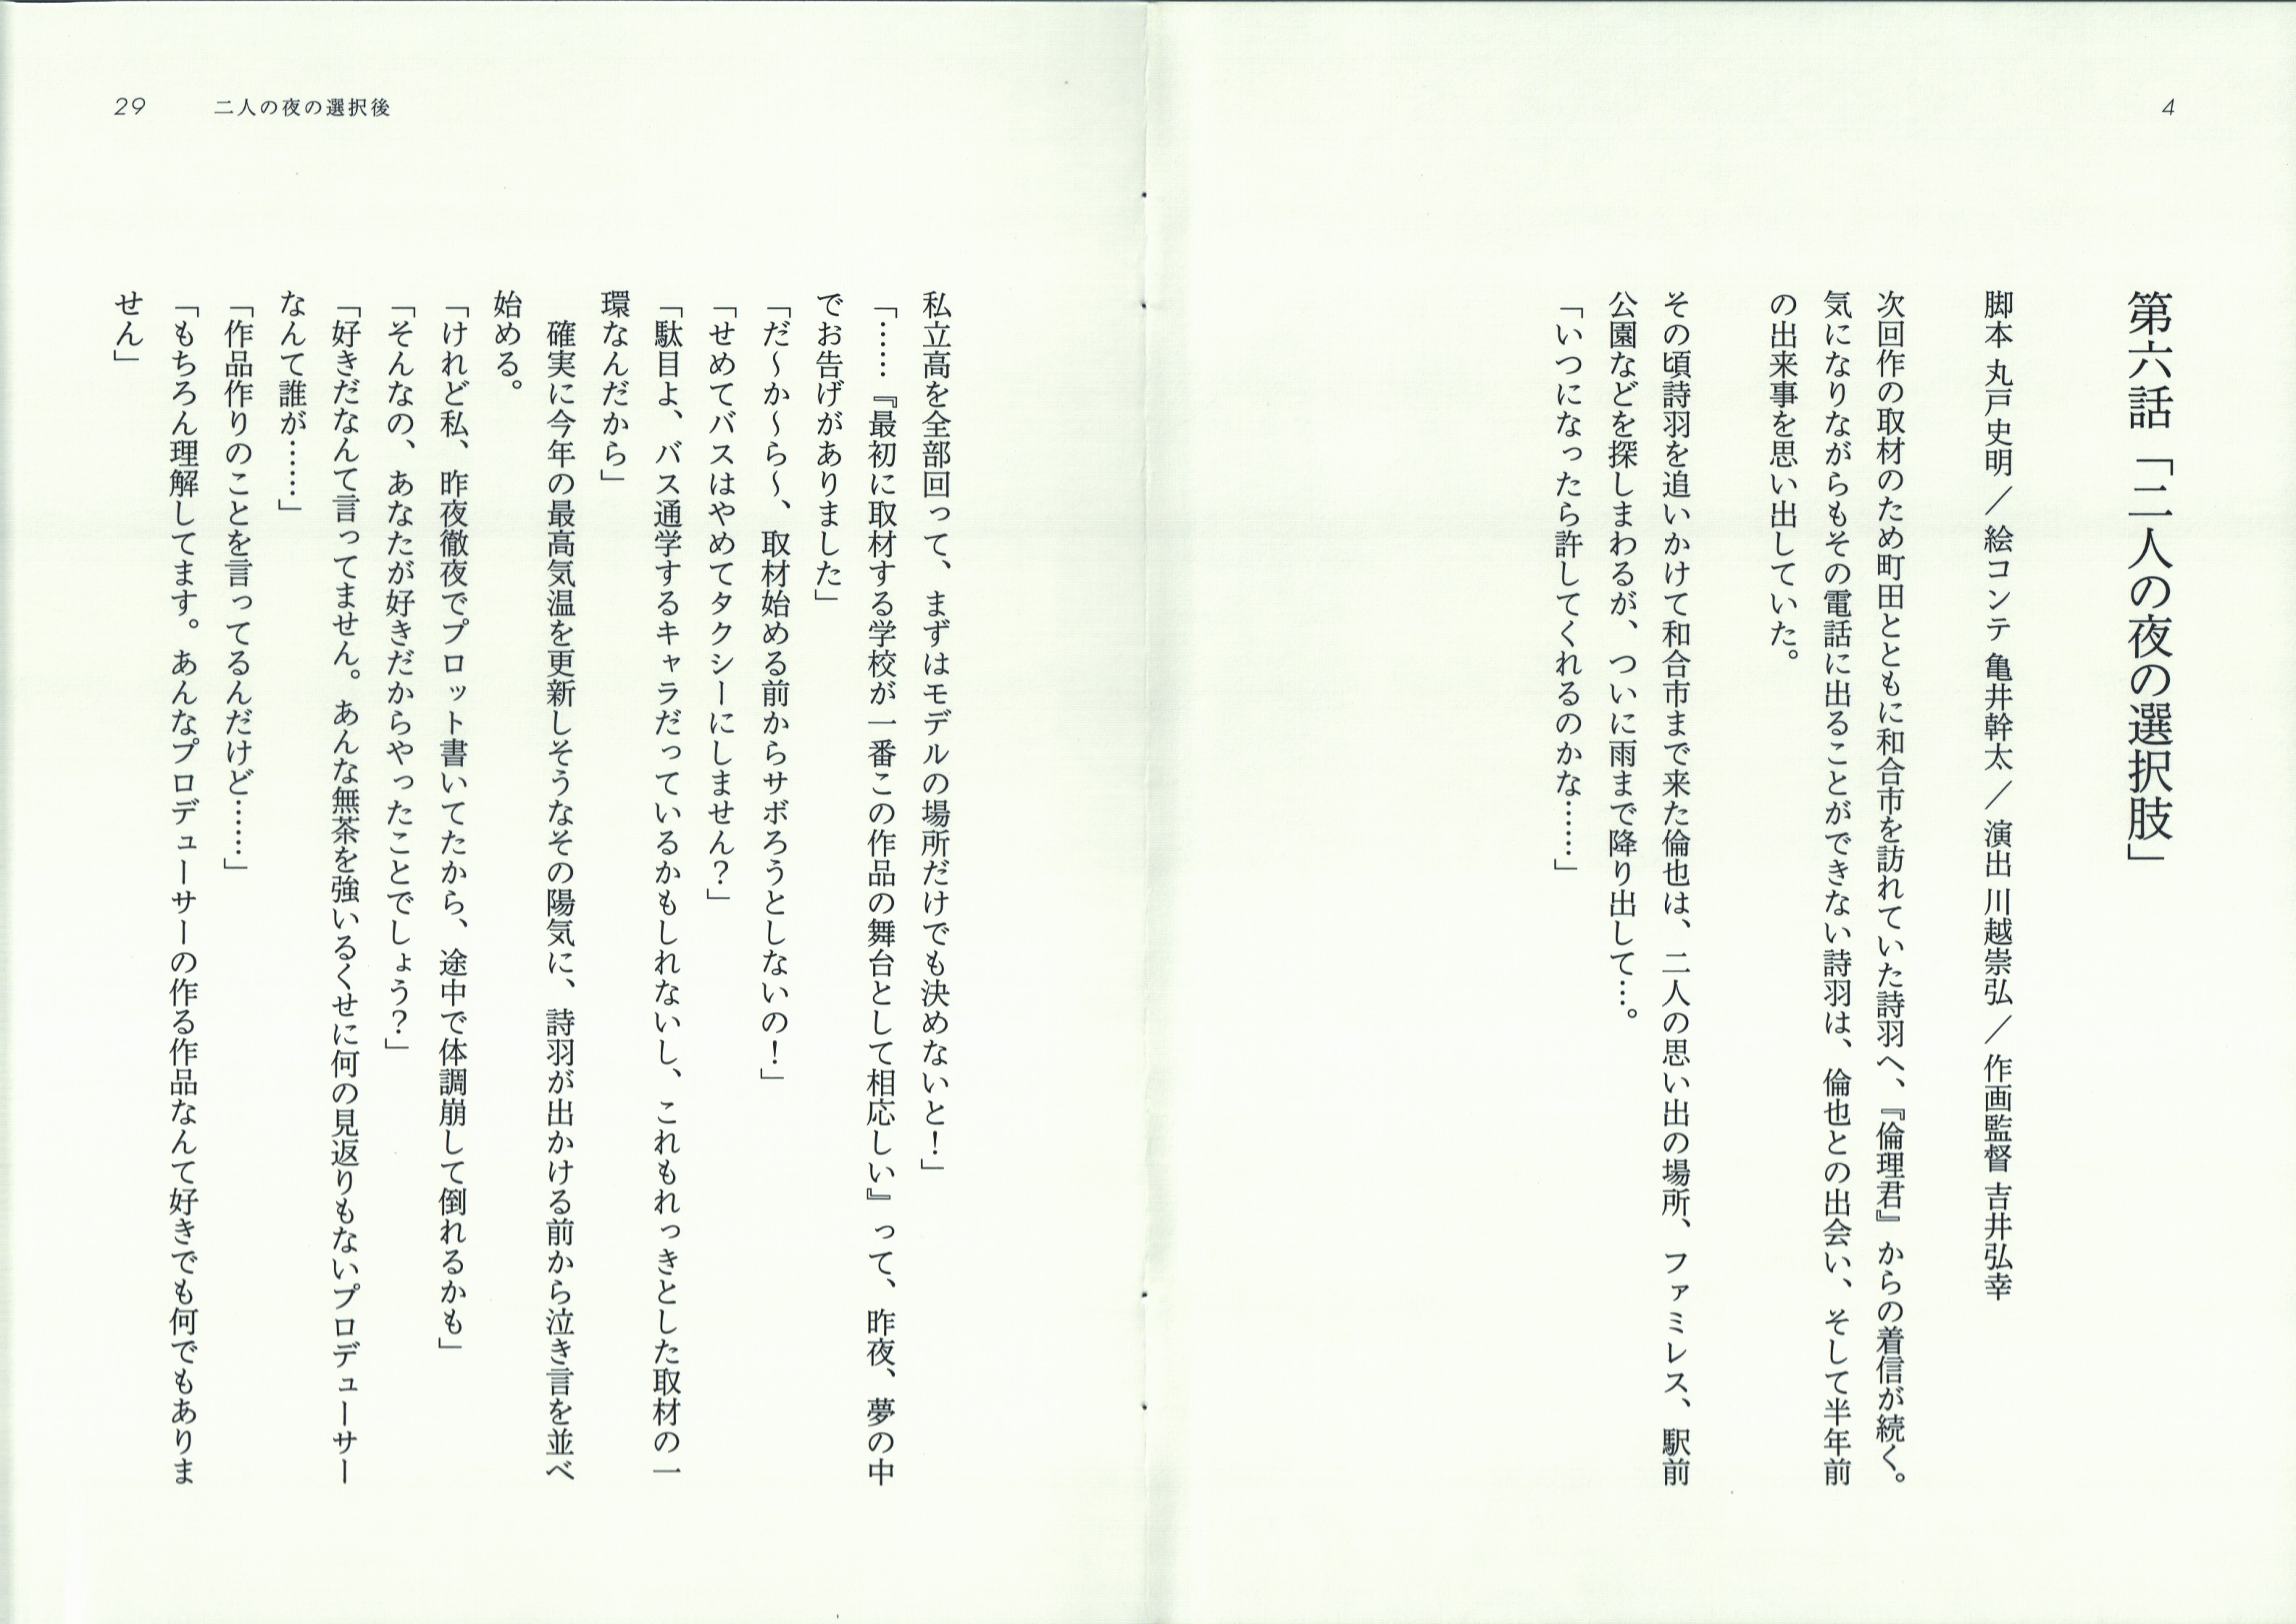 4
第六話「二人の夜の選択肢」
脚本 丸戸史明／絵コンテ 亀井幹太／演出 川越崇弘／作画監督 吉井弘幸
次回作の取材のため町田とともに和合市を訪れていた詩羽へ、『倫理君』からの着信が続く。
気になりながらもその電話に出ることができない詩羽は、倫也との出会い、そして半年前
の出来事を思い出していた。
その頃詩羽を追いかけて和合市まで来た倫也は、二人の思い出の場所、ファミレス、駅前
公園などを探しまわるが、ついに雨まで降り出して…。
「いつになったら許してくれるのかな……」
29
二人の夜の選択後
私立高を全部回って、まずはモデルの場所だけでも決めないと！」
「……『最初に取材する学校が一番この作品の舞台として相応しい』って、昨夜、夢の中
でお告げがありました」
「だ〜か〜ら〜、取材始める前からサボろうとしないの！」
「せめてバスはやめてタクシーにしません？」
「駄目よ、バス通学するキャラだっているかもしれないし、これもれっきとした取材の一
環なんだから」
確実に今年の最高気温を更新しそうなその陽気に、詩羽が出かける前から泣き言を並べ
始める。
「けれど私、昨夜徹夜でプロット書いてたから、途中で体調崩して倒れるかも」
「そんなの、あなたが好きだからやったことでしょう？」
「好きだなんて言ってません。あんな無茶を強いるくせに何の見返りもないプロデューサー
なんて誰が……」
「作品作りのことを言ってるんだけど……」
「もちろん理解してます。あんなプロデューサーの作る作品なんて好きでも何でもありま
せん」